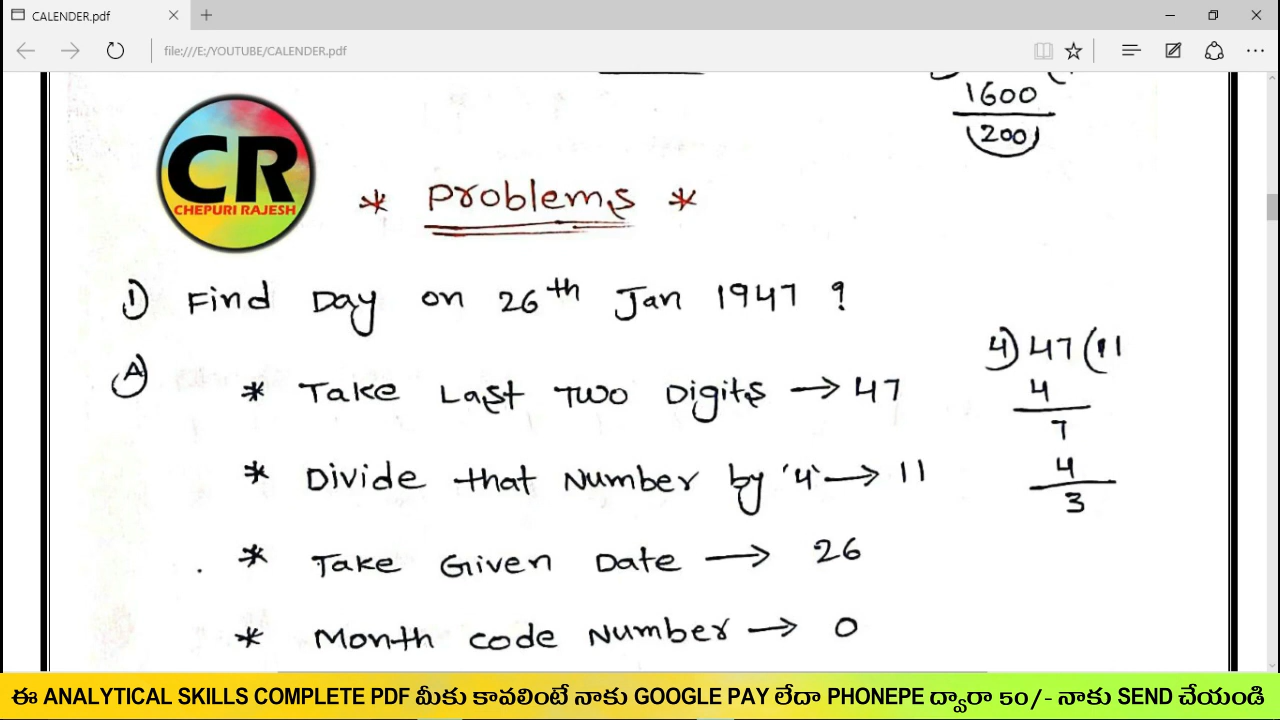 CALENDER.pdf
file:///E:/YOUTUBE/CALENDER.pdf
1600
200
CR
CHEPURI RAJESH
* Problems *
1) Find Day on 26th Jan 1947 ?
A)
4) 47 (11
* Take Last Two Digits → 47
4
7
* Divide that Number by '4' → 11
4
3
* Take Given Date → 26
* Month code Number → 0
ఈ ANALYTICAL SKILLS COMPLETE PDF మీకు కావలింటే నాకు GOOGLE PAY లేదా PHONEPE ద్వారా 50/- నాకు SEND చేయండి